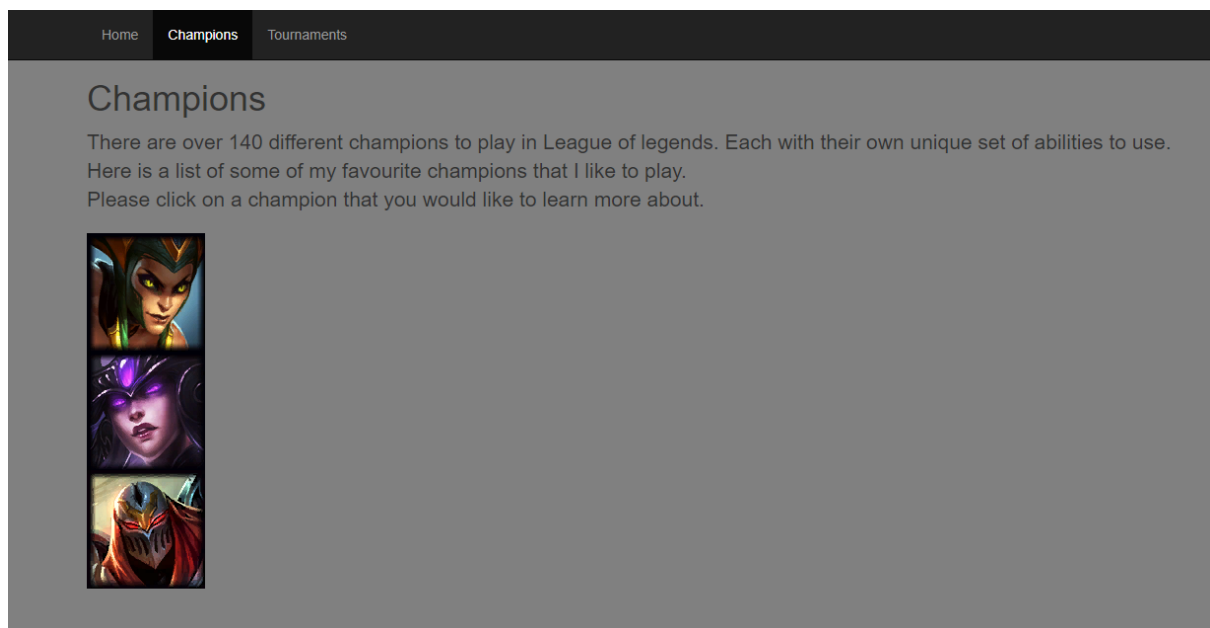 Home Champions Tournaments
Champions
There are over 140 different champions to play in League of legends. Each with their own unique set of abilities to use.
Here is a list of some of my favourite champions that I like to play.
Please click on a champion that you would like to learn more about.